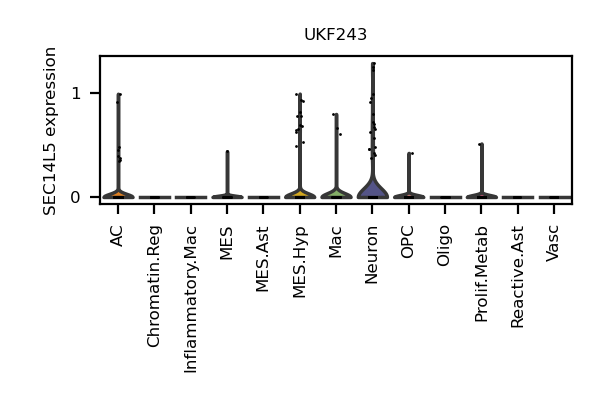 UKF243
SEC14L5 expression
1
0
AC
Chromatin.Reg
Inflammatory.Mac
MES
MES.Ast
MES.Hyp
Mac
Neuron
OPC
Oligo
Prolif.Metab
Reactive.Ast
Vasc